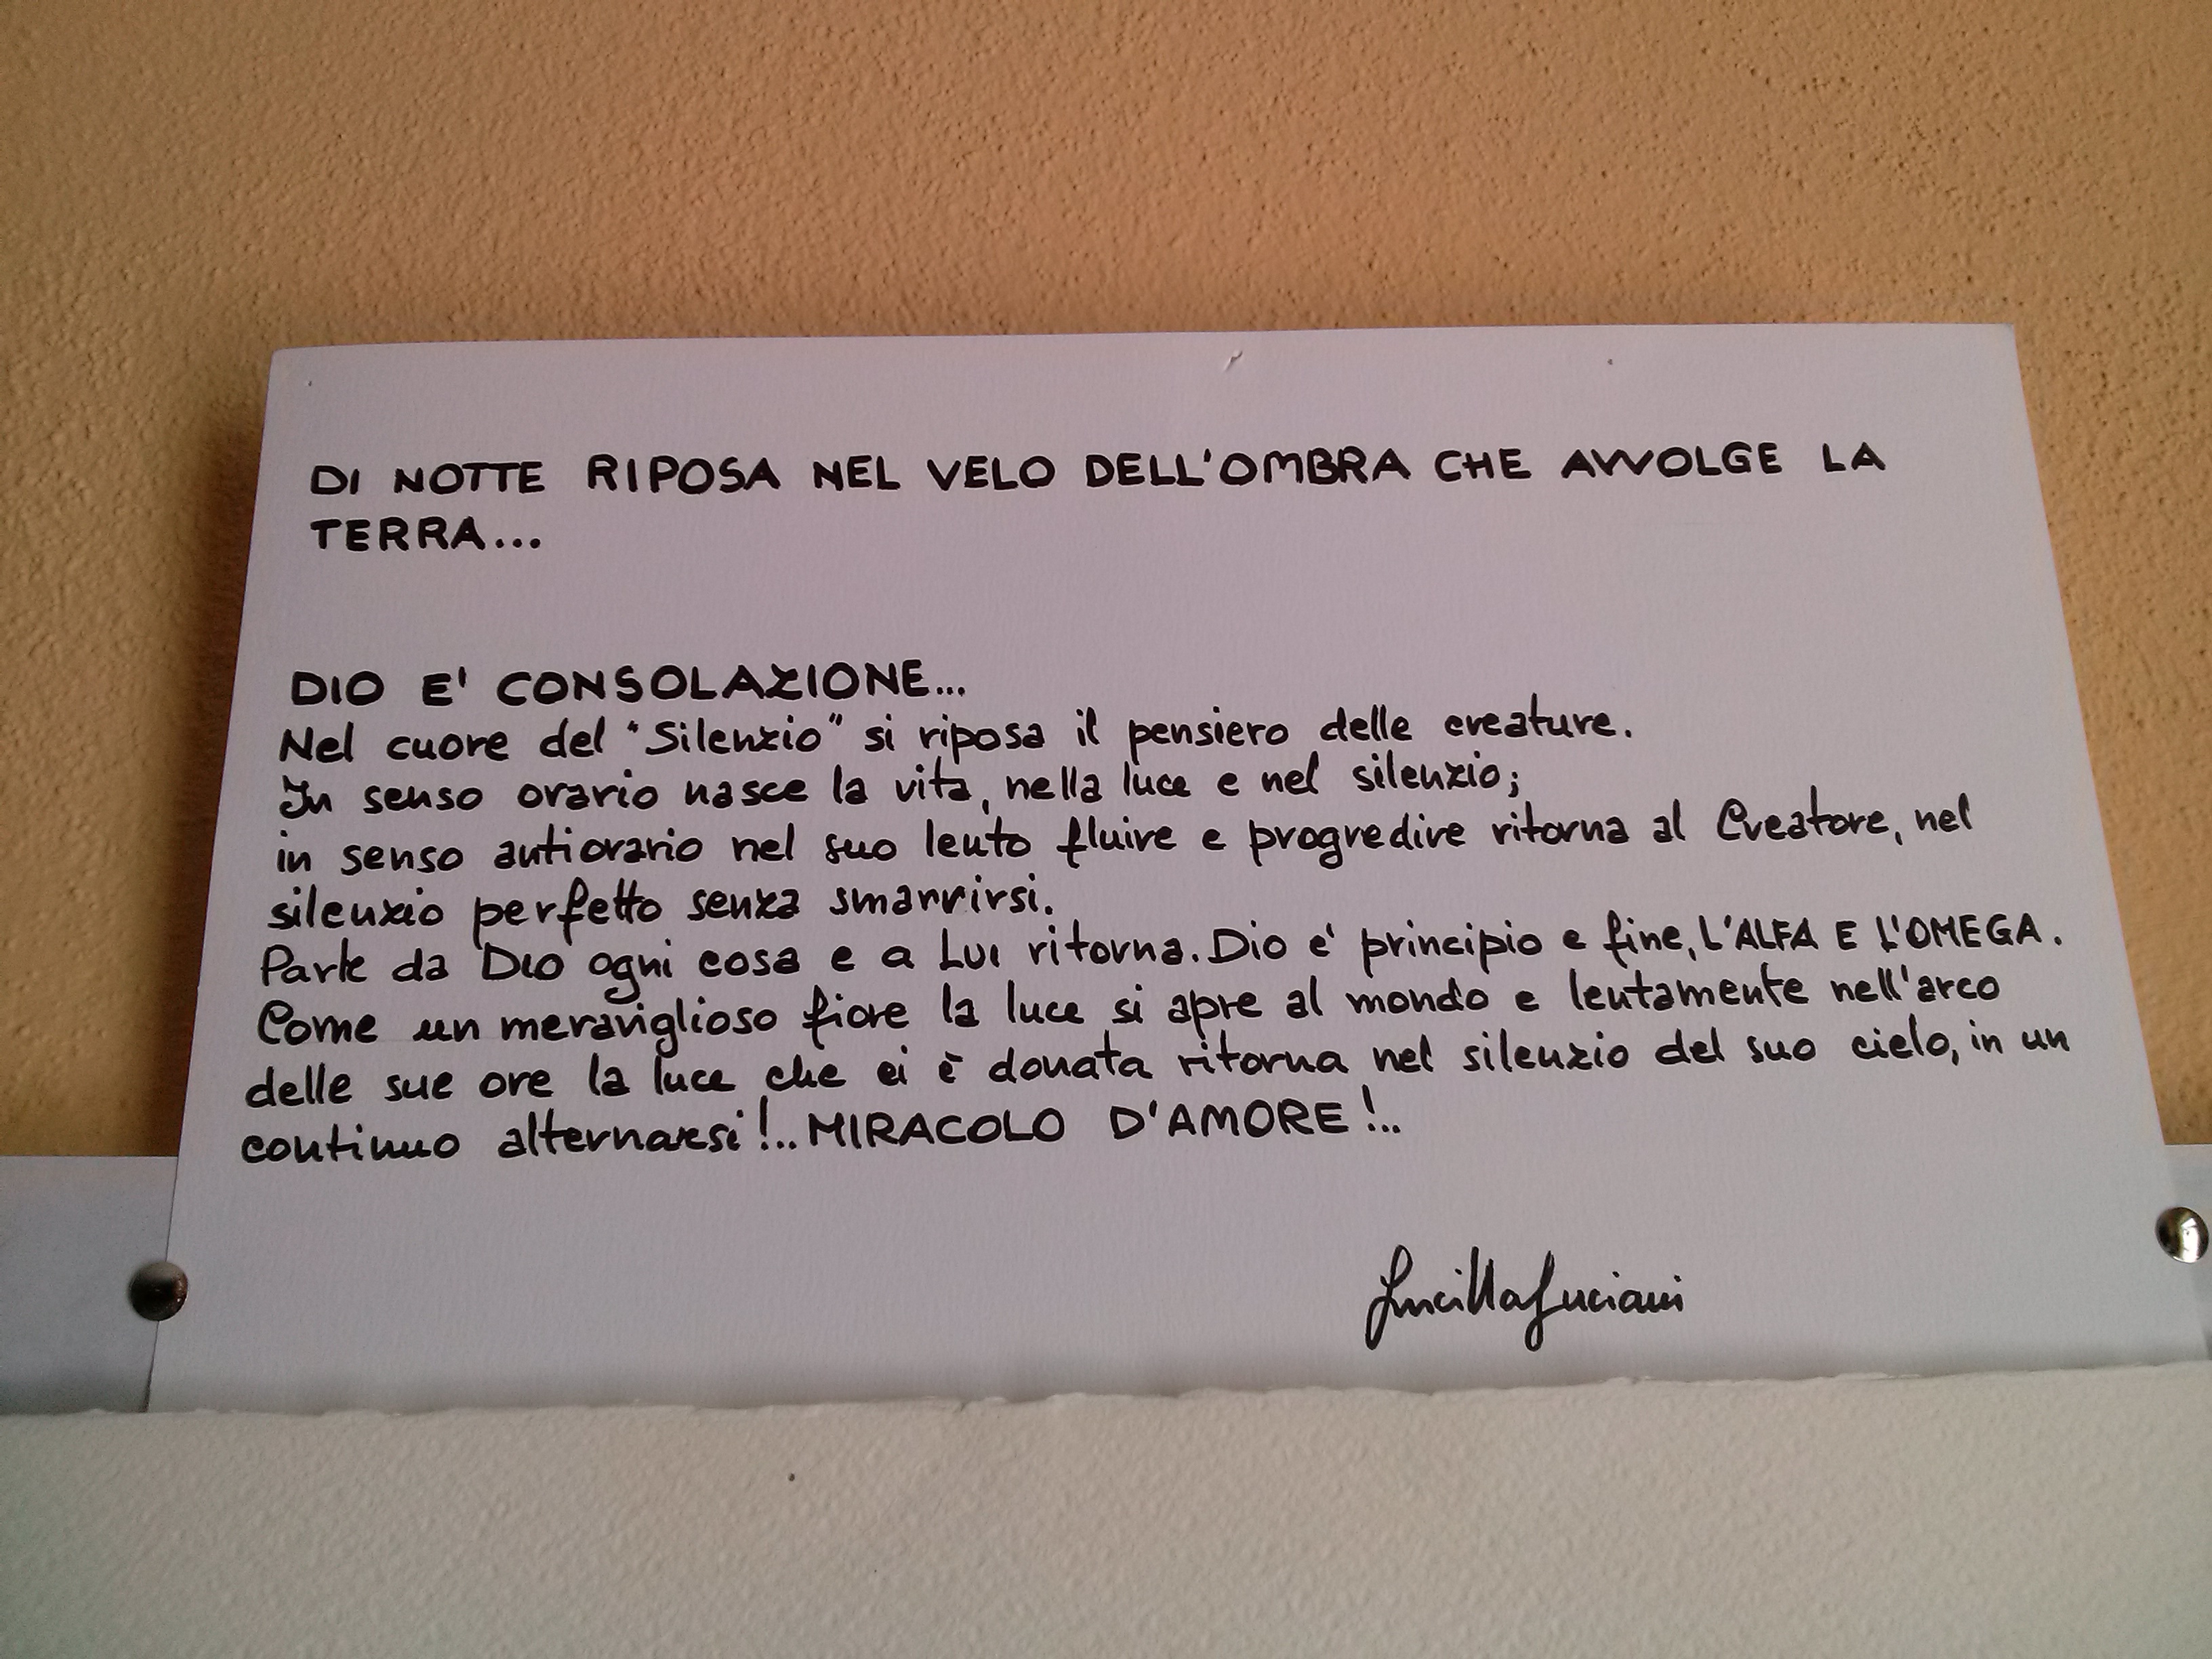 DI NOTTE RIPOSA NEL VELO DELL'OMBRA CHE AVVOLGE LA
TERRA...
DIO E' CONSOLAZIONE...
Nel cuore del "Silenzio" si riposa il pensiero delle creature.
In senso orario nasce la vita, nella luce e nel silenzio;
in senso antiorario nel suo lento fluire e progredire ritorna al Creatore, nel
silenzio perfetto senza smarrirsi.
Parte da DIO ogni cosa e a LUI ritorna. Dio e' principio e fine, L'ALFA E L'OMEGA.
Come un meraviglioso fiore la luce si apre al mondo e lentamente nell'arco
delle sue ore la luce che ci è donata ritorna nel silenzio del suo cielo, in un
continuo alternarsi!.. MIRACOLO D'AMORE!..
Lucilla Luciani